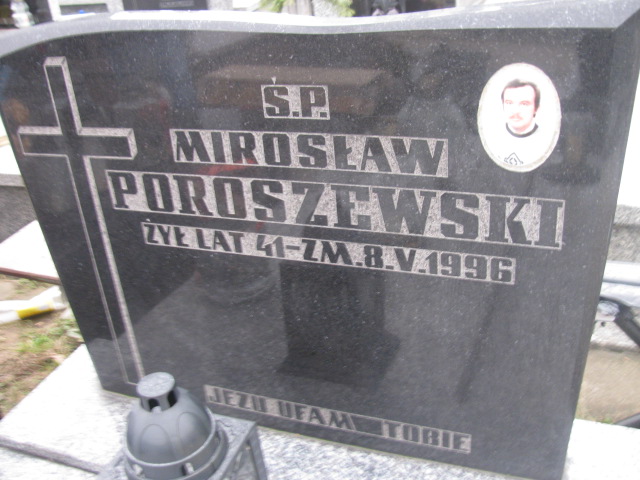 Ś.P.
MIROSŁAW
POROSZEWSKI
ŻYŁ LAT 41-ZM.8.V.1996
JEZU UFAM TOBIE